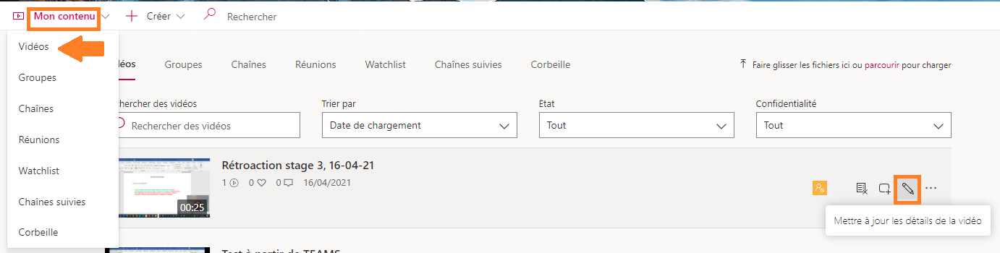 Mon contenu Créer Rechercher
Vidéos
Groupes
Chaînes
Réunions
Watchlist
Chaînes suivies
Corbeille
Groupes Chaînes Réunions Watchlist Chaînes suivies Corbeille
Faire glisser les fichiers ici ou parcourir pour charger
des vidéos Trier par État Confidentialité
Rechercher des vidéos Date de chargement Tout Tout
Rétroaction stage 3, 16-04-21
1 0 0 16/04/2021
00:25
Mettre à jour les détails de la vidéo
Test à partir de TEAMS